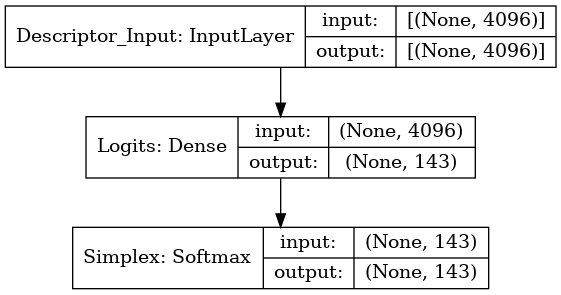 Descriptor_Input: InputLayer
input:
[(None, 4096)]
output:
[(None, 4096)]
Logits: Dense
input:
(None, 4096)
output:
(None, 143)
Simplex: Softmax
input:
(None, 143)
output:
(None, 143)